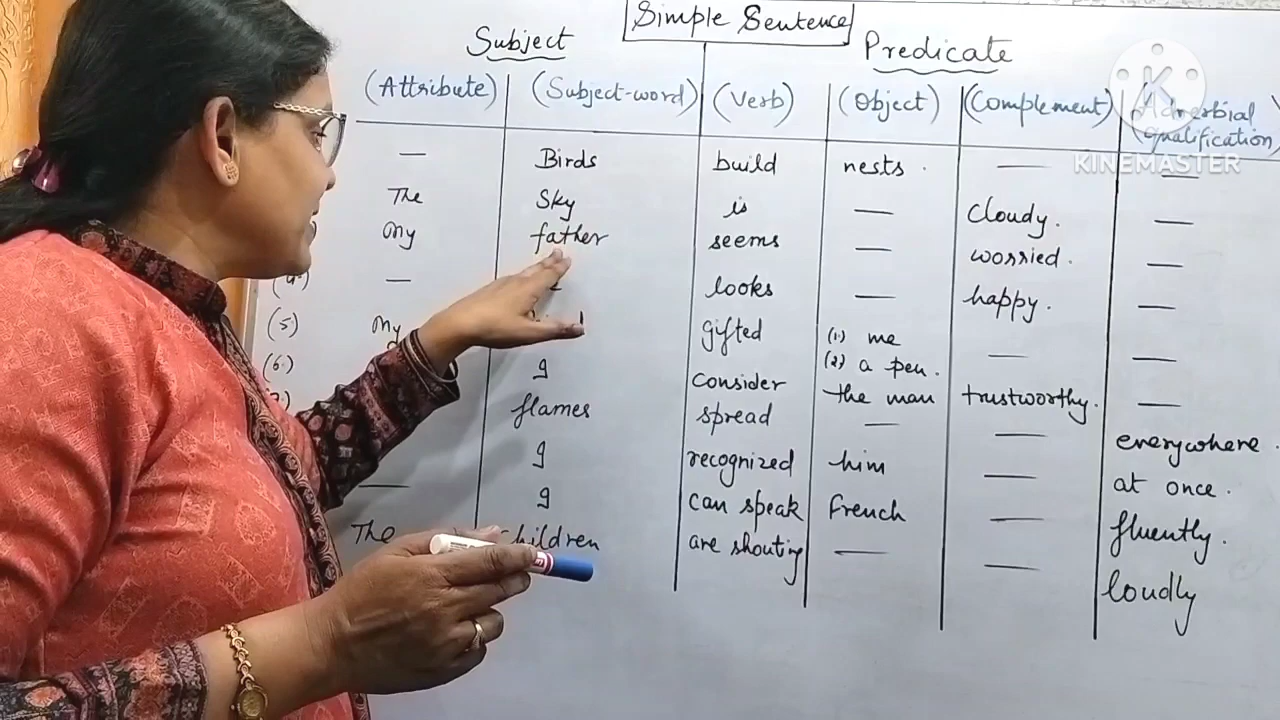 Simple Sentence
Subject Predicate
(Attribute) (Subject-word) (Verb) (Object) (Complement) (Adverbial qualification)
— Birds build nests. — —
The Sky is — cloudy. —
My father seems — worried. —
(4) — looks — happy. —
(5) My gifted (1) me
(2) a pen. — —
(6) I consider the man trustworthy. —
flames spread — — everywhere.
I recognized him — at once.
— I can speak French — fluently.
The children are shouting — — loudly
K
KINEMASTER